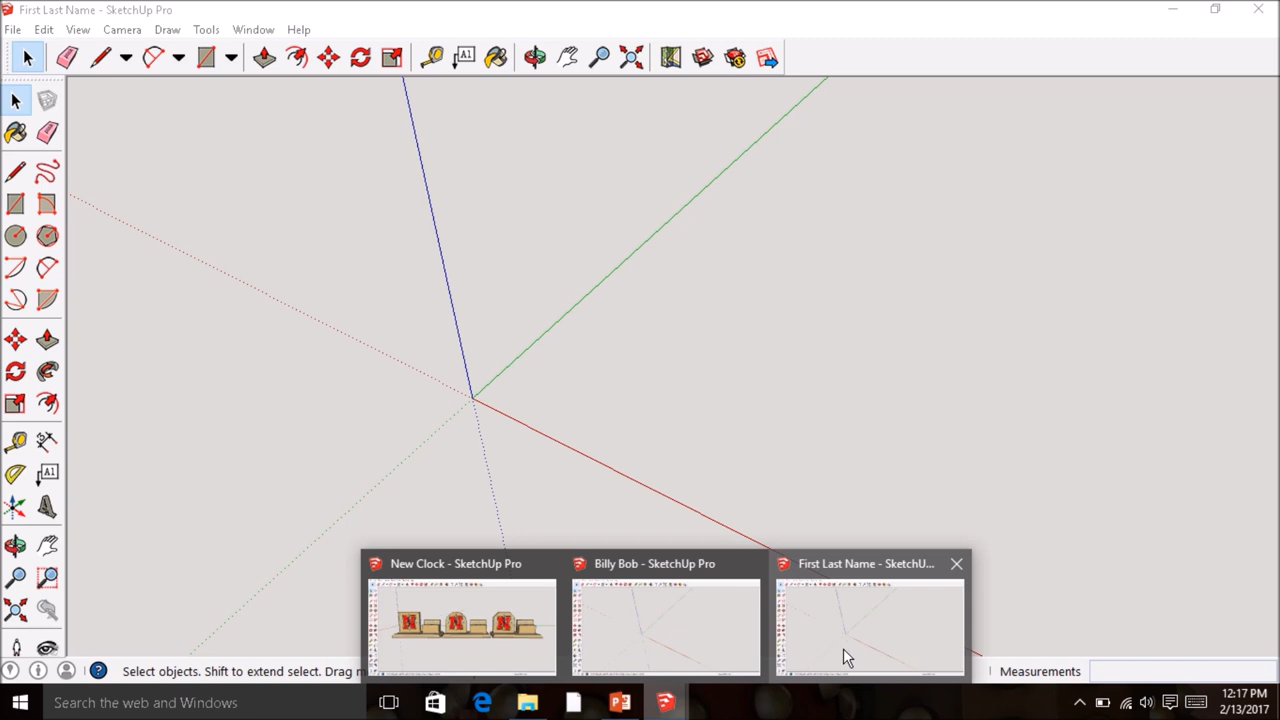 First Last Name - SketchUp Pro
File Edit View Camera Draw Tools Window Help
A1
A1
New Clock - SketchUp Pro
Billy Bob - SketchUp Pro
First Last Name - SketchU...
N N N
Select objects. Shift to extend select. Drag m
Measurements
Search the web and Windows
12:17 PM
2/13/2017